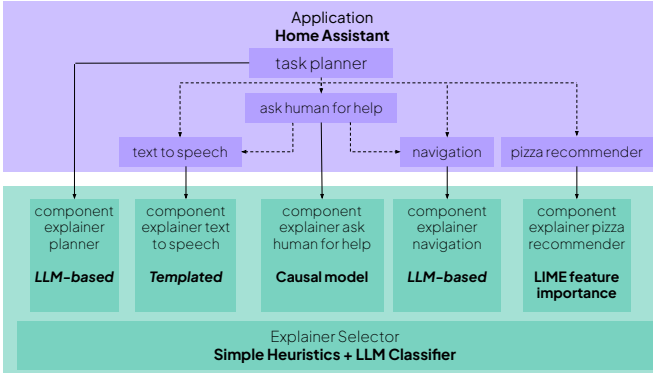 Application
Home Assistant
task planner
ask human for help
text to speech
navigation
pizza recommender
component
explainer
planner
LLM-based
component
explainer text
to speech
Templated
component
explainer ask
human for help
Causal model
component
explainer
navigation
LLM-based
component
explainer pizza
recommender
LIME feature
importance
Explainer Selector
Simple Heuristics + LLM Classifier